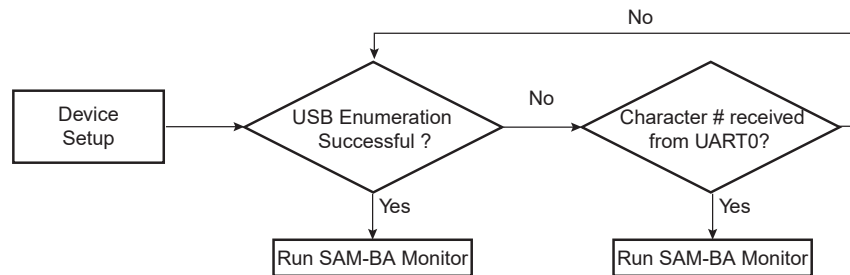 No
Device
Setup
USB Enumeration
Successful ?
No
Character # received
from UART0?
Yes
Yes
Run SAM-BA Monitor
Run SAM-BA Monitor